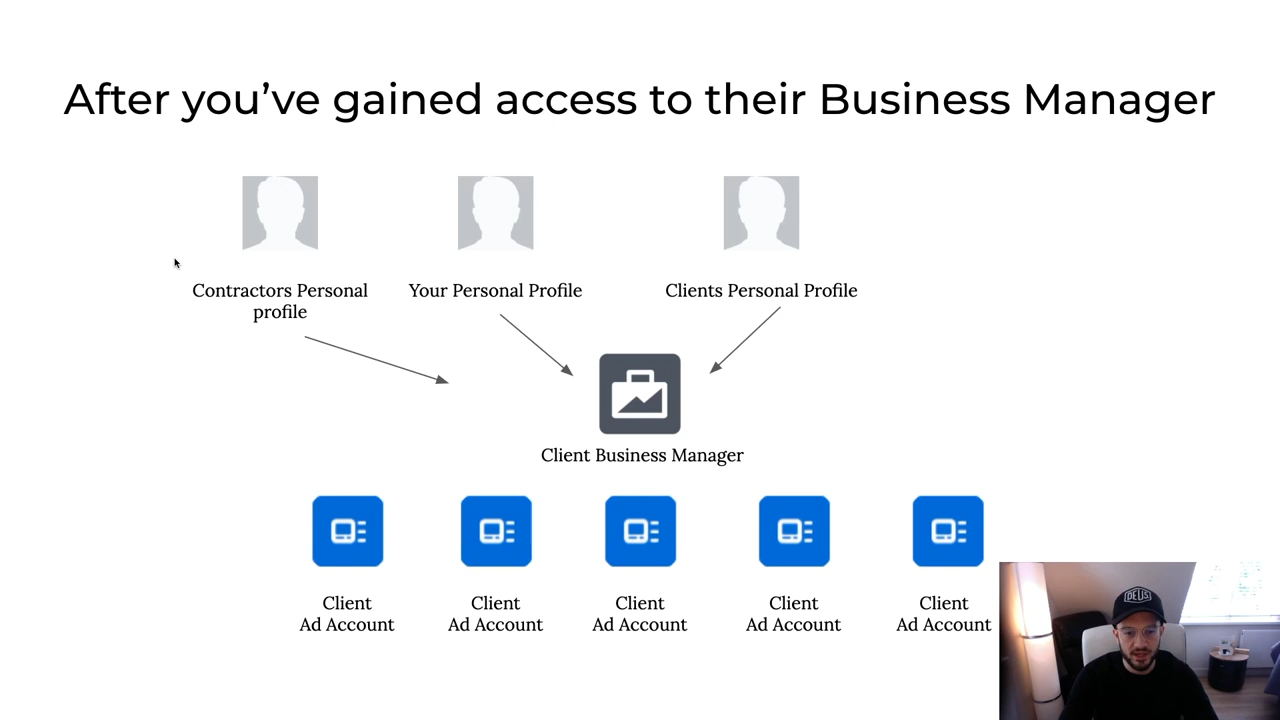 After you’ve gained access to their Business Manager
Contractors Personal
profile
Your Personal Profile
Clients Personal Profile
Client Business Manager
Client
Ad Account
Client
Ad Account
Client
Ad Account
Client
Ad Account
Client
Ad Account
DEUS